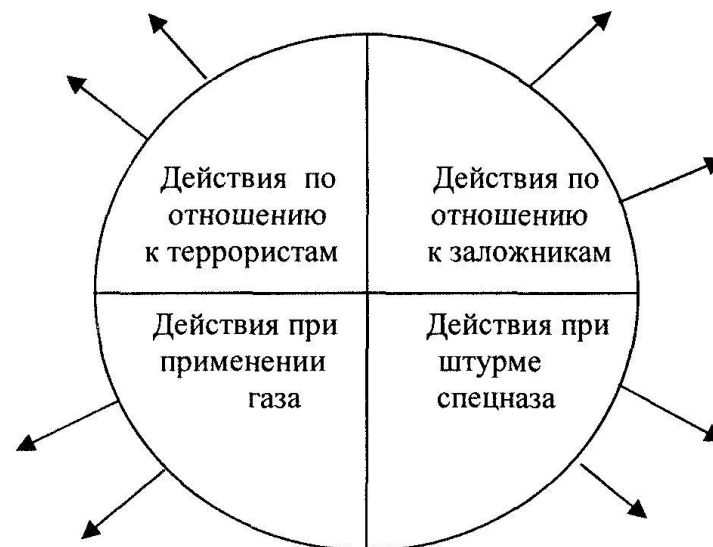 Действия по
отношению
к террористам
Действия по
отношению
к заложникам
Действия при
применении
газа
Действия при
штурме
спецназа